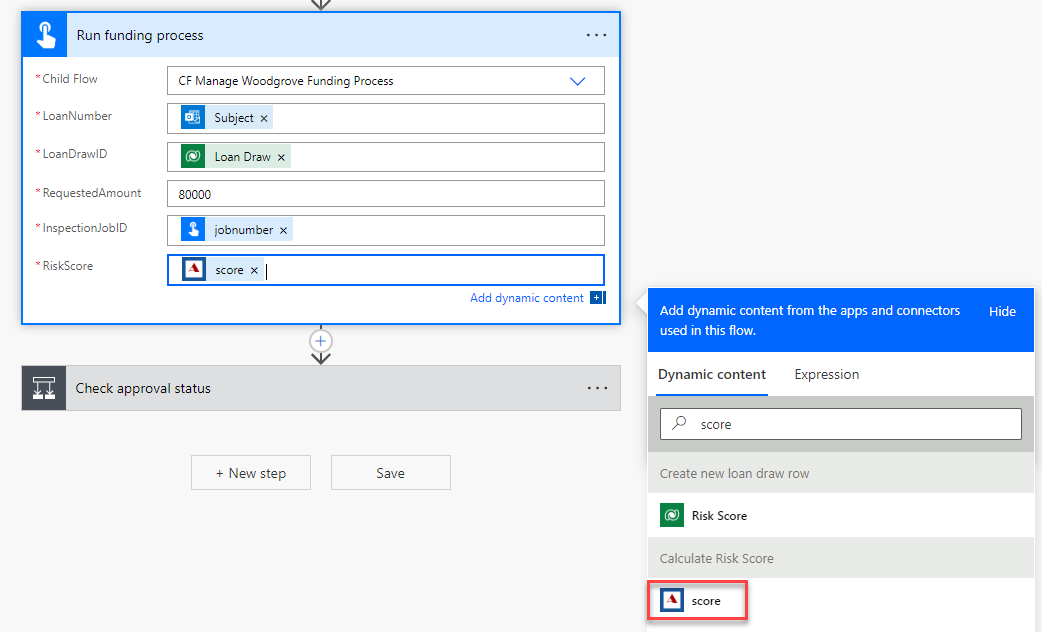 Run funding process
*Child Flow
CF Manage Woodgrove Funding Process
*LoanNumber
Subject ×
*LoanDrawID
Loan Draw ×
*RequestedAmount
80000
*InspectionJobID
jobnumber ×
*RiskScore
score ×
Add dynamic content
Check approval status
+ New step
Save
Add dynamic content from the apps and connectors
used in this flow.
Hide
Dynamic content
Expression
score
Create new loan draw row
Risk Score
Calculate Risk Score
score